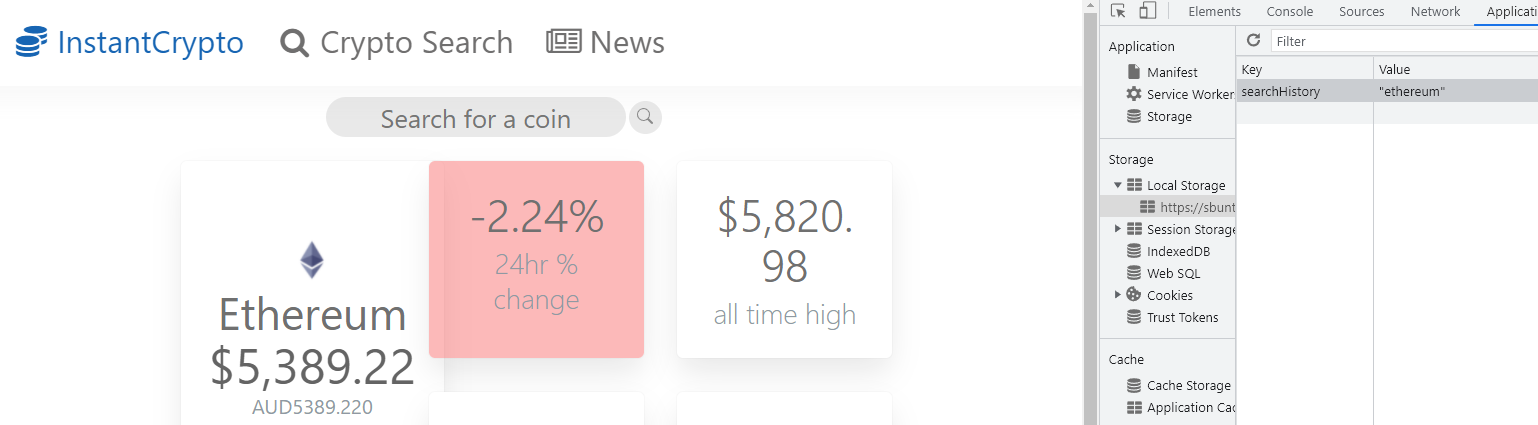 InstantCrypto Crypto Search News
Search for a coin
Ethereum
$5,389.22
AUD5389.220
-2.24%
24hr %
change
$5,820.
98
all time high
Elements Console Sources Network Applicati
Application
Manifest
Service Worker
Storage
Storage
Local Storage
https://sbunt
Session Storage
IndexedDB
Web SQL
Cookies
Trust Tokens
Cache
Cache Storage
Application Cac
Filter
Key Value
searchHistory "ethereum"